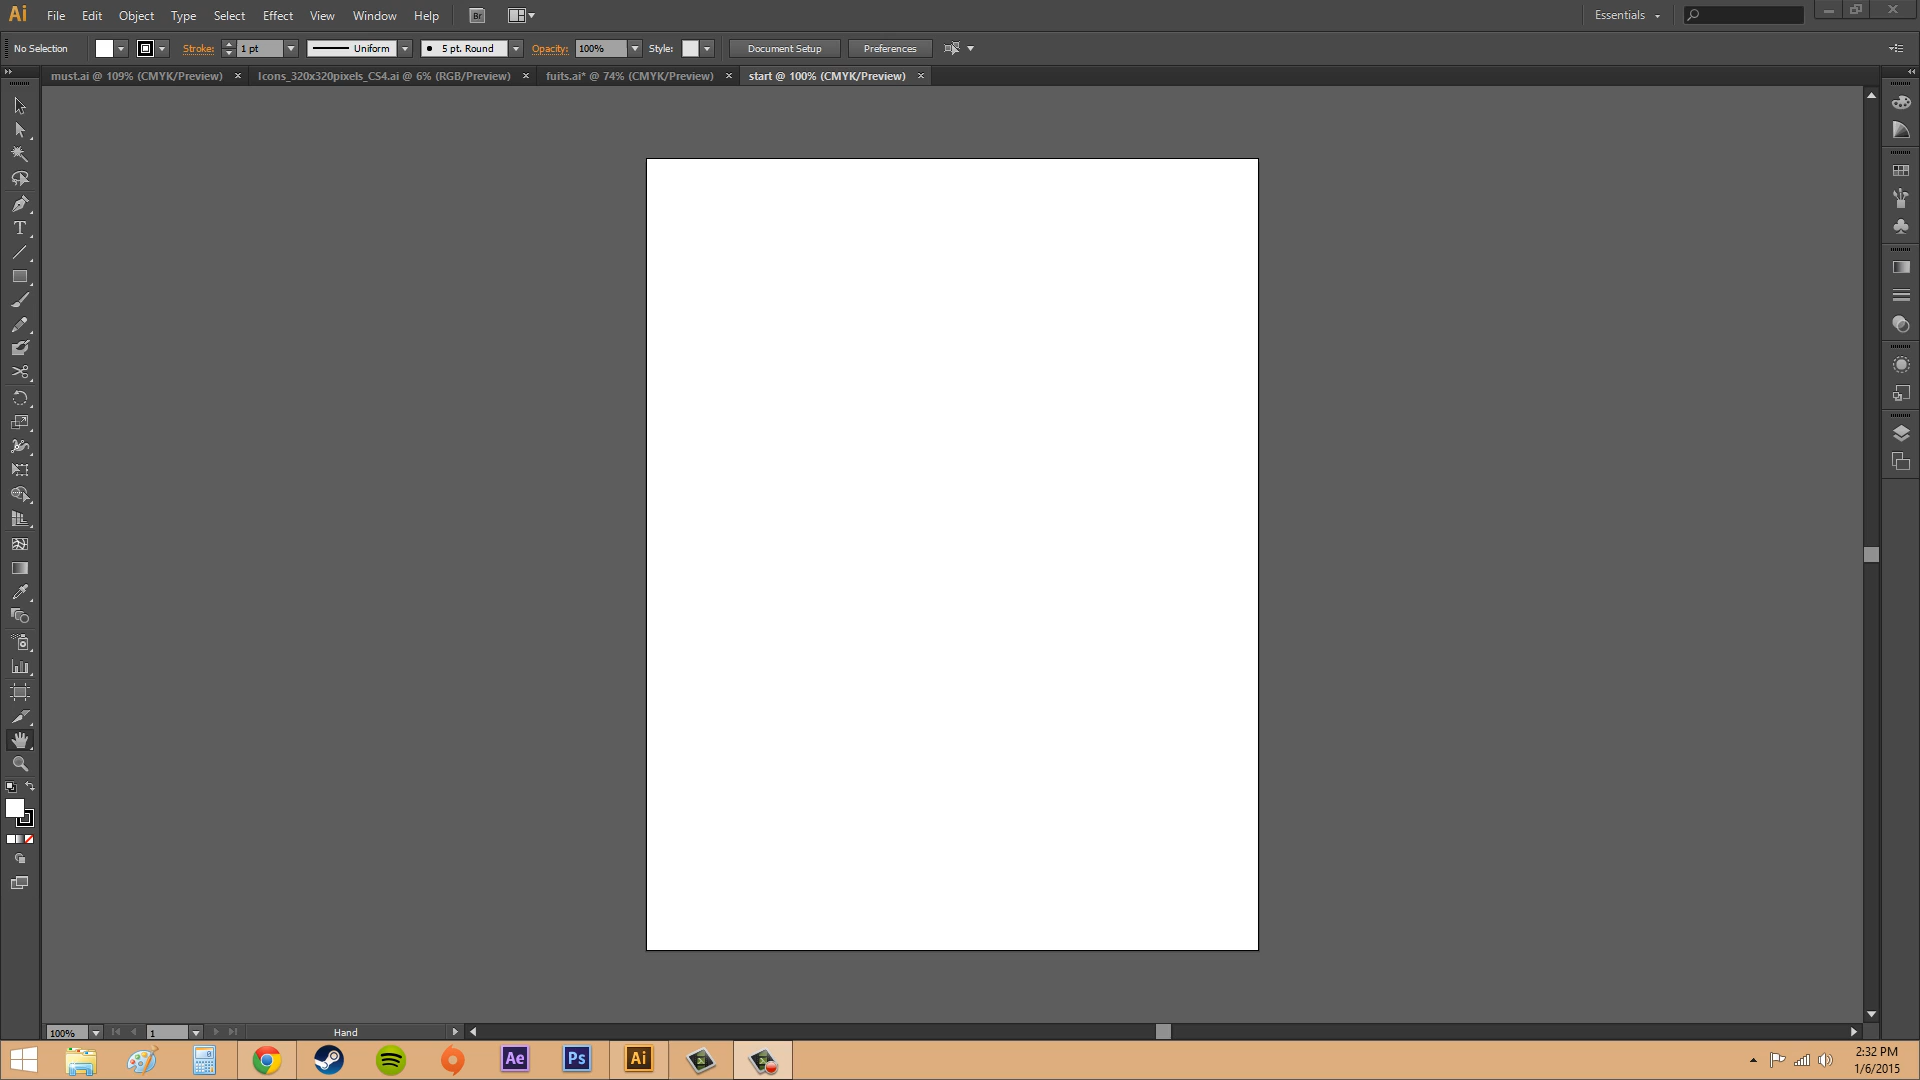 Ai File Edit Object Type Select Effect View Window Help Br Essentials
No Selection Stroke: 1 pt Uniform 5 pt. Round Opacity: 100% Style: Document Setup Preferences
must.ai @ 109% (CMYK/Preview) Icons_320x320pixels_CS4.ai @ 6% (RGB/Preview) fuits.ai* @ 74% (CMYK/Preview) start @ 100% (CMYK/Preview)
T
100% 1 Hand
Ae Ps Ai
2:32 PM
1/6/2015